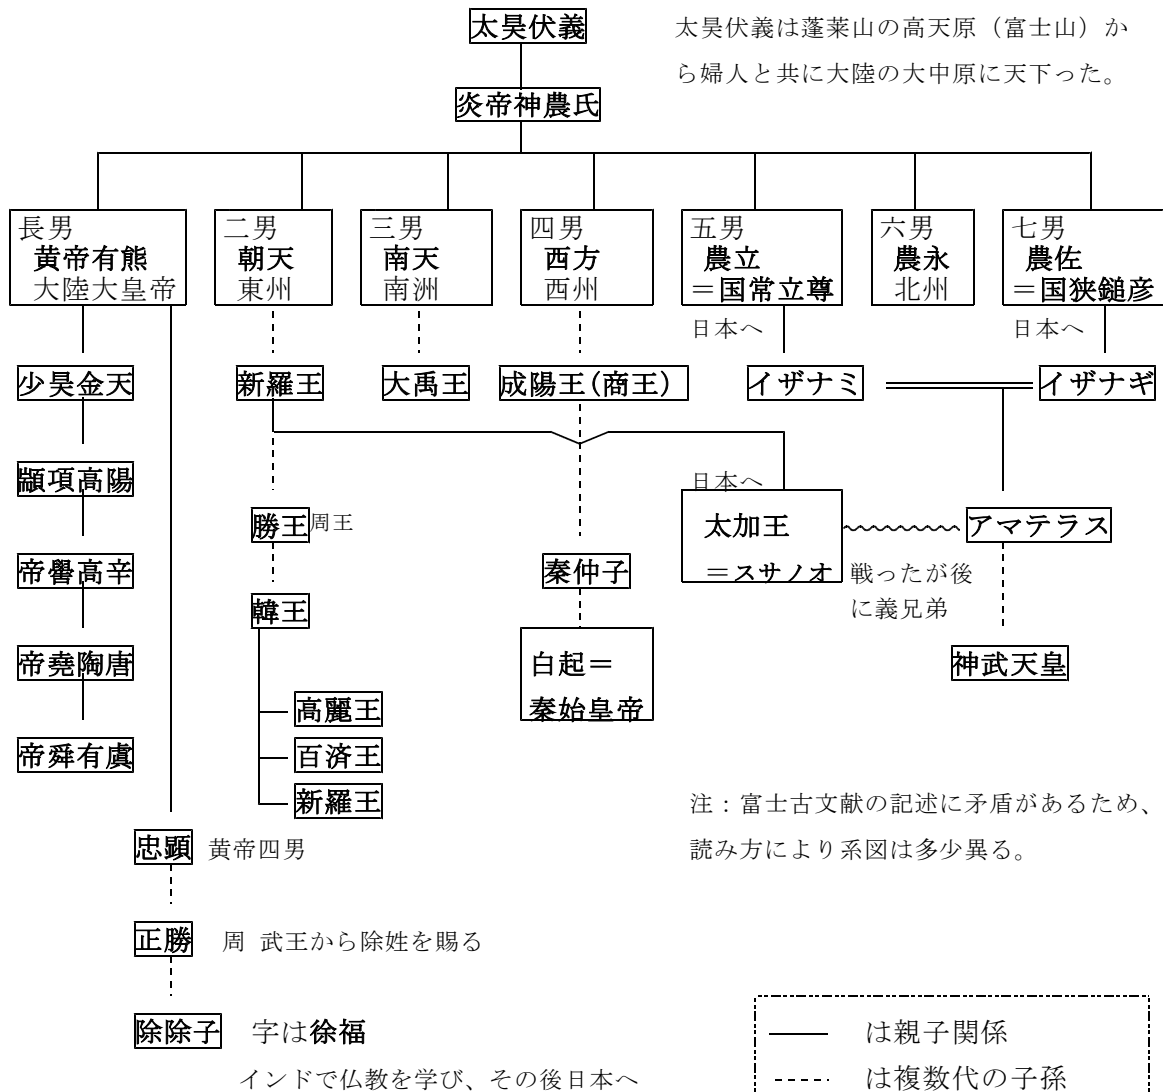 太昊伏義
太昊伏義は蓬莱山の高天原（富士山）か
ら婦人と共に大陸の大中原に天下った。
炎帝神農氏
長男
黄帝有熊
大陸大皇帝
二男
朝天
東州
三男
南天
南洲
四男
西方
西州
五男
農立
＝国常立尊
六男
農永
北州
七男
農佐
＝国狭鎚彦
日本へ
日本へ
少昊金天
新羅王
大禹王
成陽王(商王）
イザナミ
イザナギ
顓項高陽
日本へ
勝王 周王
太加王
＝スサノオ
アマテラス
帝嚳高辛
秦仲子
戦ったが後
に義兄弟
韓王
帝堯陶唐
白起＝
秦始皇帝
神武天皇
高麗王
帝舜有虞
百済王
新羅王
注：富士古文献の記述に矛盾があるため、
読み方により系図は多少異る。
忠顕 黄帝四男
正勝 周 武王から除姓を賜る
除除子 字は徐福
インドで仏教を学び、その後日本へ
は親子関係
は複数代の子孫